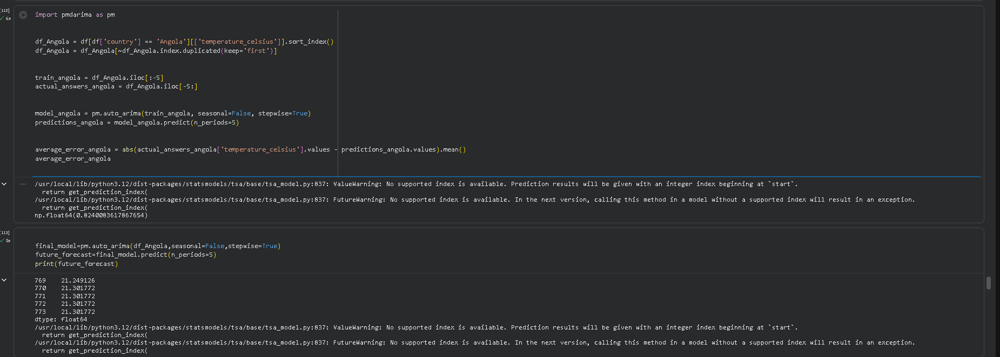 [112]
6s
import pmdarima as pm
df_Angola = df[df['country'] == 'Angola'][['temperature_celsius']].sort_index()
df_Angola = df_Angola[~df_Angola.index.duplicated(keep='first')]
train_angola = df_Angola.iloc[:-5]
actual_answers_angola = df_Angola.iloc[-5:]
model_angola = pm.auto_arima(train_angola, seasonal=False, stepwise=True)
predictions_angola = model_angola.predict(n_periods=5)
average_error_angola = abs(actual_answers_angola['temperature_celsius'].values - predictions_angola.values).mean()
average_error_angola
/usr/local/lib/python3.12/dist-packages/statsmodels/tsa/base/tsa_model.py:837: ValueWarning: No supported index is available. Prediction results will be given with an integer index beginning at `start`.
  return get_prediction_index(
/usr/local/lib/python3.12/dist-packages/statsmodels/tsa/base/tsa_model.py:837: FutureWarning: No supported index is available. In the next version, calling this method in a model without a supported index will result in an exception.
  return get_prediction_index(
np.float64(0.8240083617867654)
[113]
5s
final_model=pm.auto_arima(df_Angola,seasonal=False,stepwise=True)
future_forecast=final_model.predict(n_periods=5)
print(future_forecast)
769    21.249126
770    21.301772
771    21.301772
772    21.301772
773    21.301772
dtype: float64
/usr/local/lib/python3.12/dist-packages/statsmodels/tsa/base/tsa_model.py:837: ValueWarning: No supported index is available. Prediction results will be given with an integer index beginning at `start`.
  return get_prediction_index(
/usr/local/lib/python3.12/dist-packages/statsmodels/tsa/base/tsa_model.py:837: FutureWarning: No supported index is available. In the next version, calling this method in a model without a supported index will result in an exception.
  return get_prediction_index(